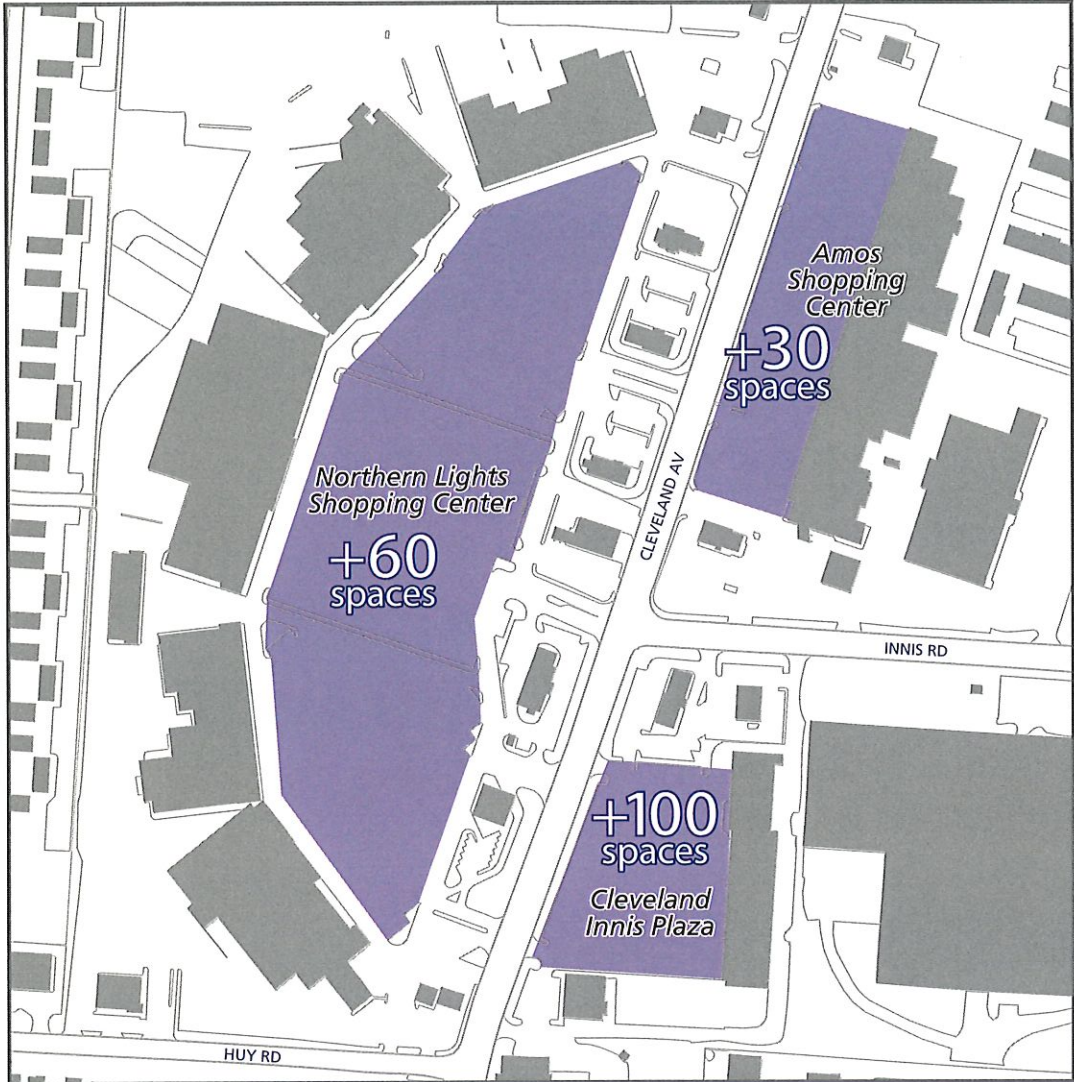 Amos
Shopping
Center
+30
spaces
Northern Lights
Shopping Center
+60
spaces
CLEVELAND AV
INNIS RD
+100
spaces
Cleveland
Innis Plaza
HUY RD